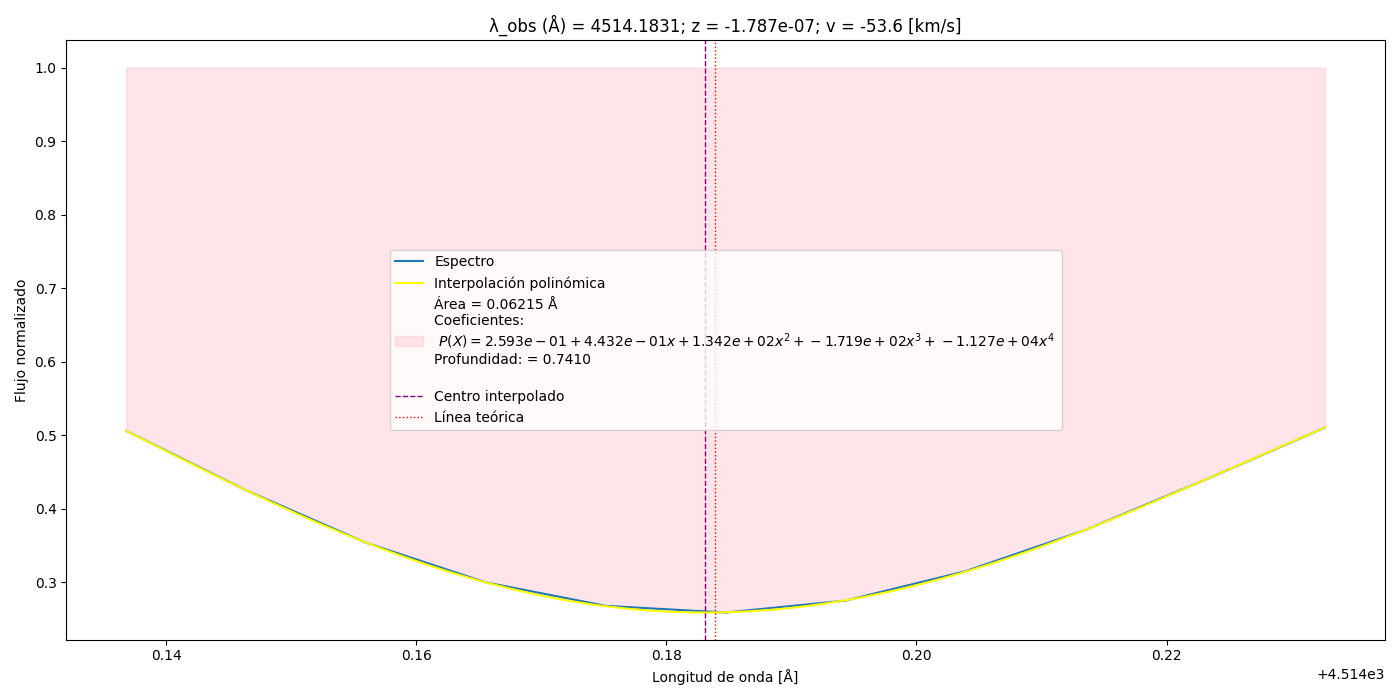 λ_obs (Å) = 4514.1831; z = -1.787e-07; v = -53.6 [km/s]
Flujo normalizado
1.0
0.9
0.8
0.7
0.6
0.5
0.4
0.3
Espectro
Interpolación polinómica
Área = 0.06215 Å
Coeficientes:
P(X) = 2.593e − 01 + 4.432e − 01x + 1.342e + 02x² + −1.719e + 02x³ + −1.127e + 04x⁴
Profundidad: = 0.7410
Centro interpolado
Línea teórica
0.14 0.16 0.18 0.20 0.22
Longitud de onda [Å]
+4.514e3